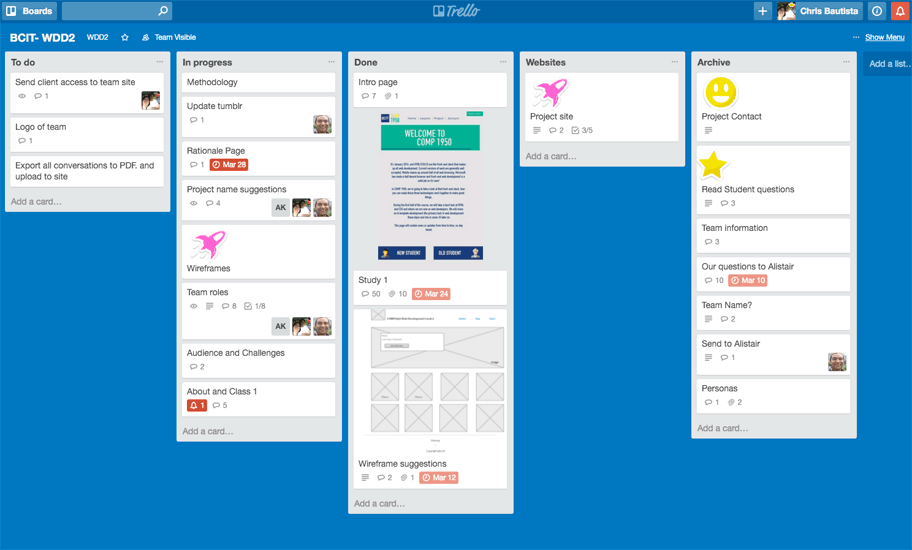 Boards
Trello
Chris Bautista
BCIT- WDD2
WDD2
Team Visible
... Show Menu
To do
Send client access to team site
1
Logo of team
1
Export all conversations to PDF. and
upload to site
Add a card...
In progress
Methodology
Update tumblr
1
Rationale Page
1 Mar 28
Project name suggestions
4
AK
Wireframes
Team roles
8 1/8
AK
Audience and Challenges
2
About and Class 1
1 5
Add a card...
Done
Intro page
7 1
BCIT
WELCOME TO
COMP 1950
NEW STUDENT
OLD STUDENT
Study 1
50 10 Mar 24
Wireframe suggestions
2 1 Mar 12
Add a card...
Websites
Project site
2 3/5
Add a card...
Archive
Project Contact
Read Student questions
3
Team information
3
Our questions to Alistair
10 Mar 10
Team Name?
2
Send to Alistair
1
Personas
1 2
Add a card...
Add a list...